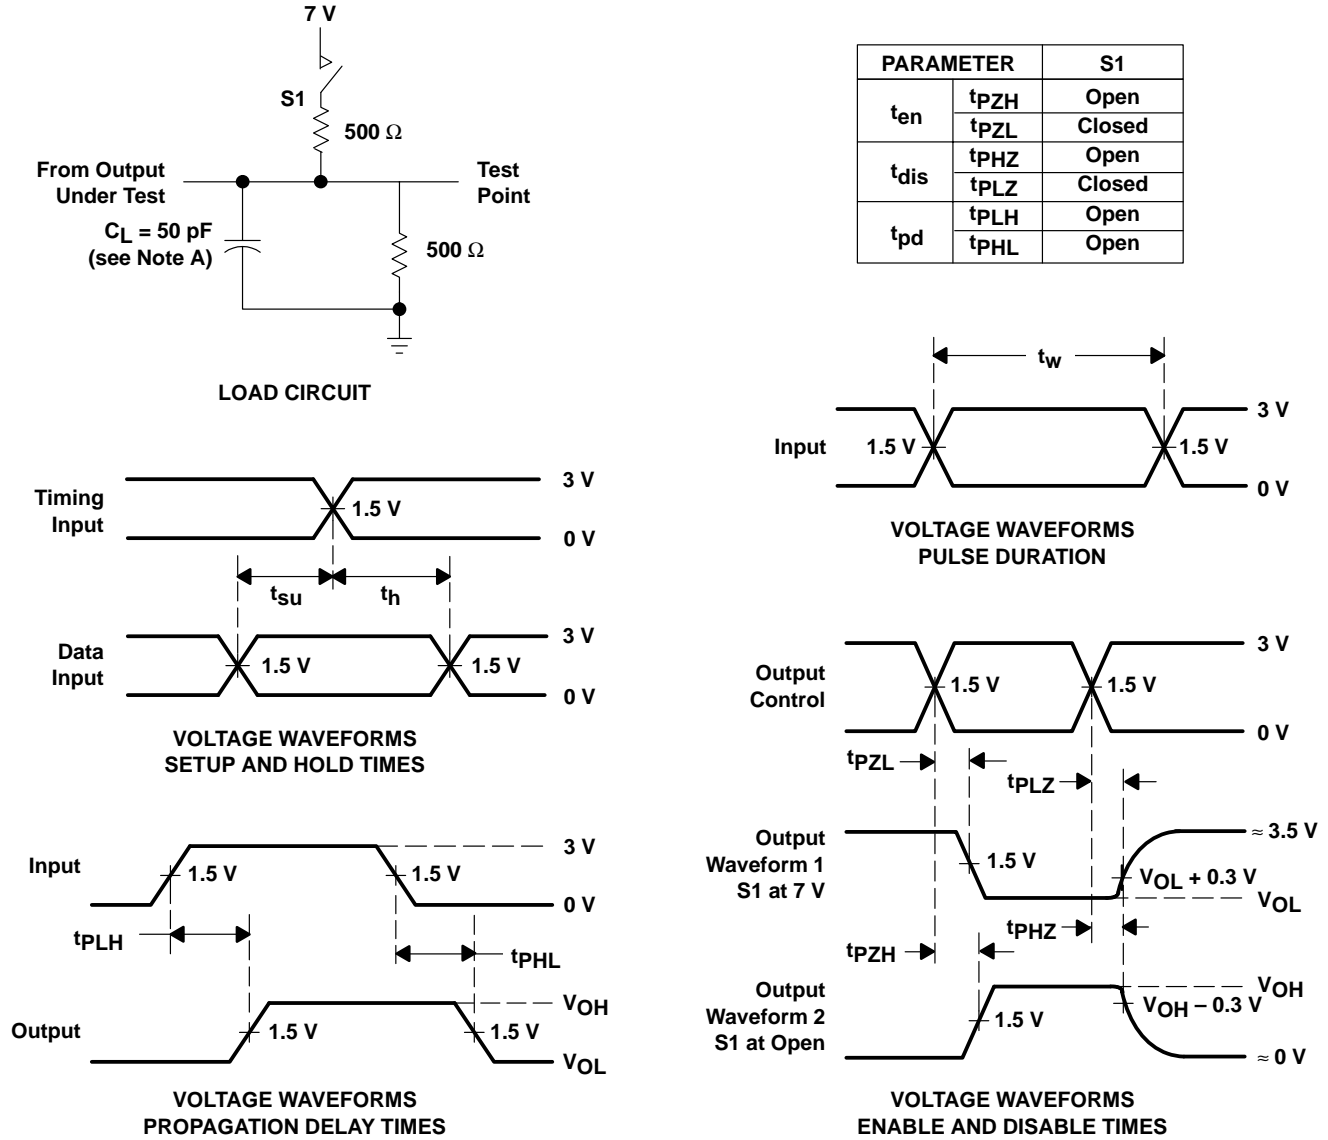 7 V
S1
500 Ω
From Output
Under Test
Test
Point
CL = 50 pF
(see Note A)
500 Ω
LOAD CIRCUIT
PARAMETER S1
ten tPZH Open
tPZL Closed
tdis tPHZ Open
tPLZ Closed
tpd tPLH Open
tPHL Open
tw
3 V
Input 1.5 V 1.5 V
0 V
VOLTAGE WAVEFORMS
PULSE DURATION
3 V
Timing
Input
1.5 V
0 V
tsu th
3 V
Data
Input
1.5 V 1.5 V
0 V
VOLTAGE WAVEFORMS
SETUP AND HOLD TIMES
3 V
Output
Control
1.5 V 1.5 V
0 V
tPZL
tPLZ
Output
Waveform 1
S1 at 7 V
≈ 3.5 V
1.5 V
VOL + 0.3 V
VOL
tPHZ
tPZH
Output
Waveform 2
S1 at Open
VOH
VOH – 0.3 V
1.5 V
≈ 0 V
VOLTAGE WAVEFORMS
ENABLE AND DISABLE TIMES
3 V
Input 1.5 V 1.5 V
0 V
tPLH
tPHL
VOH
Output 1.5 V 1.5 V
VOL
VOLTAGE WAVEFORMS
PROPAGATION DELAY TIMES